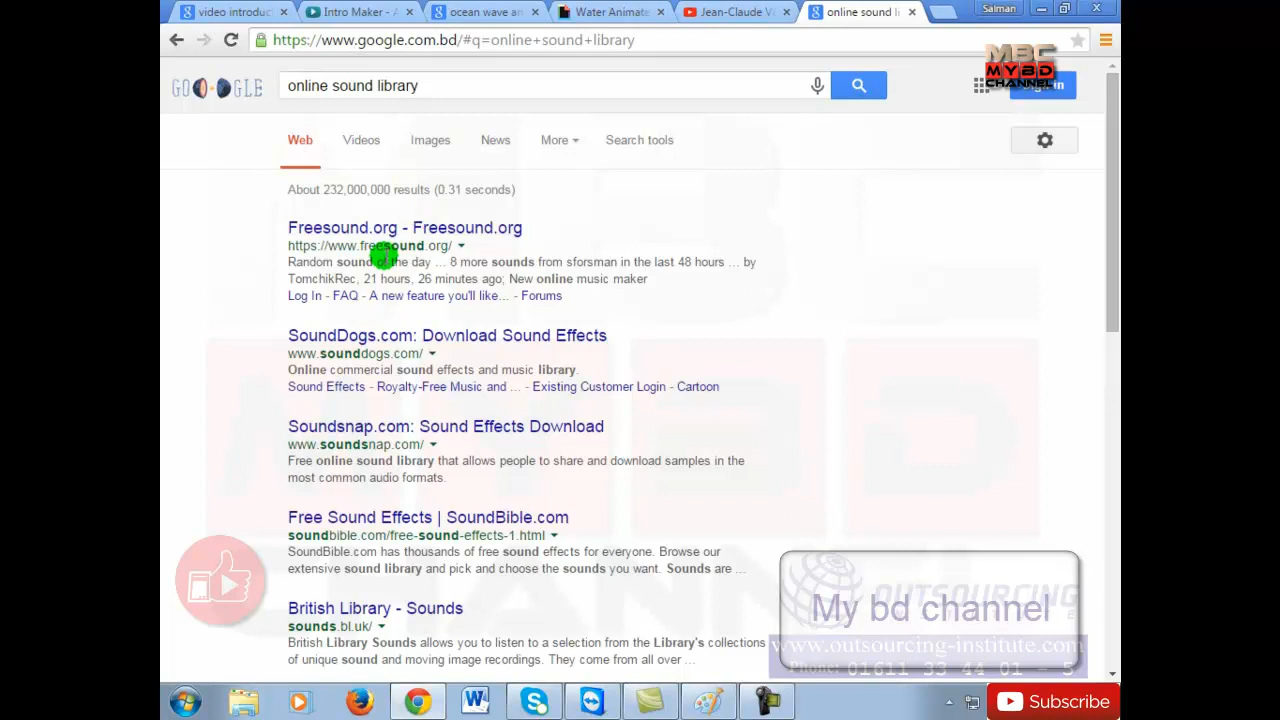 video introduc
Intro Maker - A
ocean wave an
Water Animate
Jean-Claude V
online sound li
Salman
https://www.google.com.bd/#q=online+sound+library
MBC
MYBD
CHANNEL
GOOGLE
online sound library
in
Web Videos Images News More Search tools
About 232,000,000 results (0.31 seconds)
Freesound.org - Freesound.org
https://www.freesound.org/
Random sound of the day ... 8 more sounds from sforsman in the last 48 hours ... by
TomchikRec, 21 hours, 26 minutes ago; New online music maker
Log In - FAQ - A new feature you'll like... - Forums
SoundDogs.com: Download Sound Effects
www.sounddogs.com/
Online commercial sound effects and music library.
Sound Effects - Royalty-Free Music and ... - Existing Customer Login - Cartoon
Soundsnap.com: Sound Effects Download
www.soundsnap.com/
Free online sound library that allows people to share and download samples in the
most common audio formats.
Free Sound Effects | SoundBible.com
soundbible.com/free-sound-effects-1.html
SoundBible.com has thousands of free sound effects for everyone. Browse our
extensive sound library and pick and choose the sounds you want. Sounds are ...
British Library - Sounds
sounds.bl.uk/
British Library Sounds allows you to listen to a selection from the Library's collections
of unique sound and moving image recordings. They come from all over ...
OUTSOURCING
My bd channel
www.outsourcing-institute.com
Phone: 01611 33 44 01 - 5
Subscribe